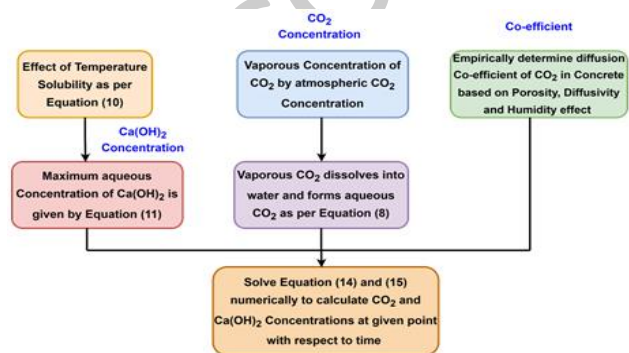 CO2
Concentration
Co-efficient
Effect of Temperature
Solubility as per
Equation (10)
Vaporous Concentration of
CO2 by atmospheric CO2
Concentration
Empirically determine diffusion
Co-efficient of CO2 in Concrete
based on Porosity, Diffusivity
and Humidity effect
Ca(OH)2
Concentration
Maximum aqueous
Concentration of Ca(OH)2 is
given by Equation (11)
Vaporous CO2 dissolves into
water and forms aqueous
CO2 as per Equation (8)
Solve Equation (14) and (15)
numerically to calculate CO2 and
Ca(OH)2 Concentrations at given point
with respect to time